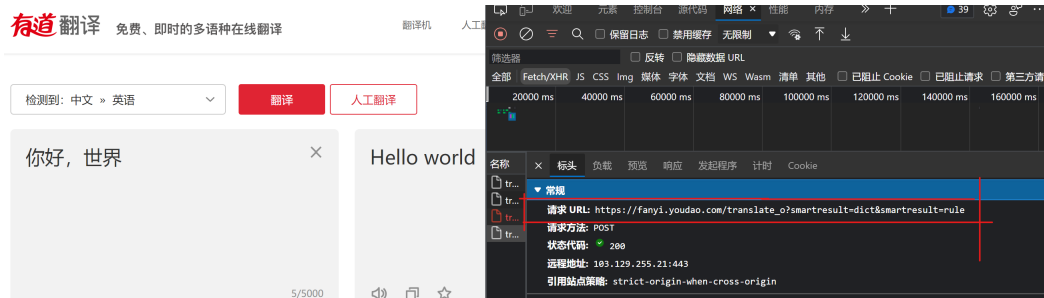 有道翻译 免费、即时的多语种在线翻译 翻译机
检测到：中文 » 英语 翻译 人工翻译
你好，世界 × Hello world
5/5000
欢迎 元素 控制台 源代码 网络 × 性能 内存 » + 39
保留日志 禁用缓存 无限制
筛选器 反转 隐藏数据 URL
全部 Fetch/XHR JS CSS Img 媒体 字体 文档 WS Wasm 清单 其他 已阻止 Cookie 已阻止请求 第三方请
20000 ms 40000 ms 60000 ms 80000 ms 100000 ms 120000 ms 140000 ms 160000 ms
名称 × 标头 负载 预览 响应 发起程序 计时 Cookie
tr... ▼ 常规
tr... 请求 URL: https://fanyi.youdao.com/translate_o?smartresult=dict&smartresult=rule
tr... 请求方法: POST
tr... 状态代码: 200
远程地址: 103.129.255.21:443
引用站点策略: strict-origin-when-cross-origin